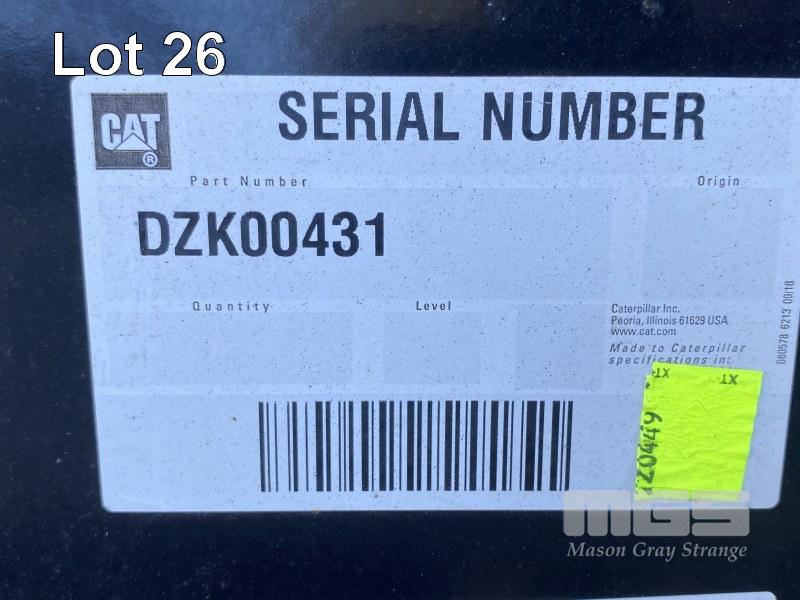 Lot 26
CAT
®
SERIAL NUMBER
Part Number
Origin
DZK00431
Quantity
Level
Caterpillar Inc.
Peoria, Illinois 61629 USA
www.cat.com
Made to Caterpillar
specifications in:
080578 6213 09/18
XT
XT
MGS
Mason Gray Strange